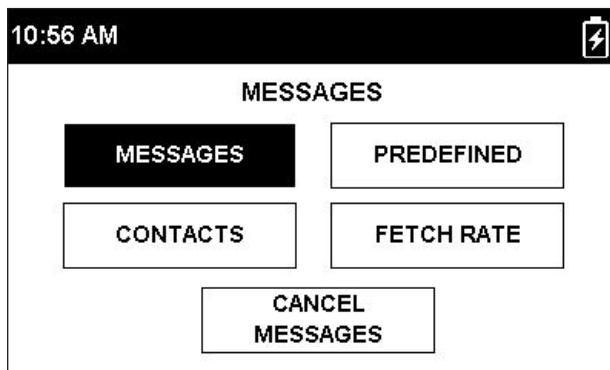 10:56 AM
MESSAGES
MESSAGES
PREDEFINED
CONTACTS
FETCH RATE
CANCEL
MESSAGES